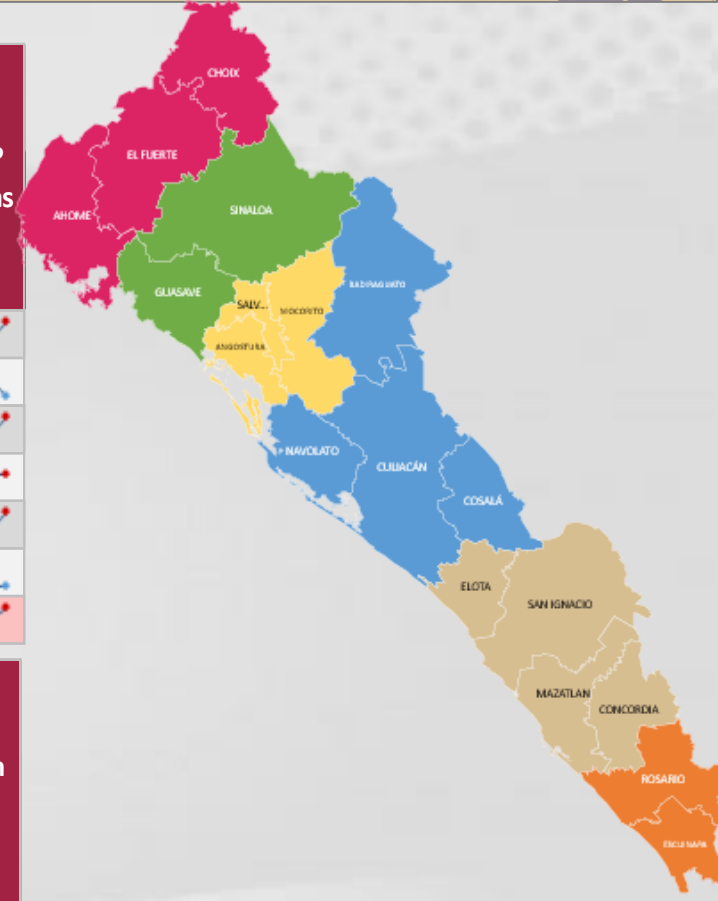 CHOIX
EL FUERTE
as
AHOME
SINALOA
BADIRAGUATO
GUASAVE
SALV...
MOCORITO
ANGOSTURA
NAVOLATO
CULIACÁN
COSALÁ
ELOTA
SAN IGNACIO
MAZATLAN
CONCORDIA
ROSARIO
ESCUINAPA